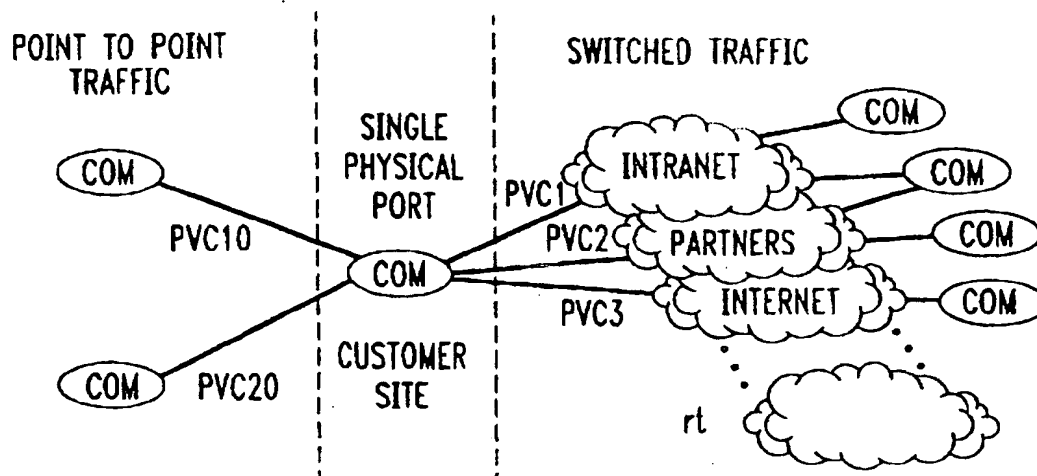 POINT TO POINT
TRAFFIC
SINGLE
PHYSICAL
PORT
SWITCHED TRAFFIC
COM
COM
INTRANET
COM
PVC1
PVC10
PVC2
PARTNERS
COM
COM
INTERNET
COM
PVC3
CUSTOMER
SITE
COM
PVC20
rt